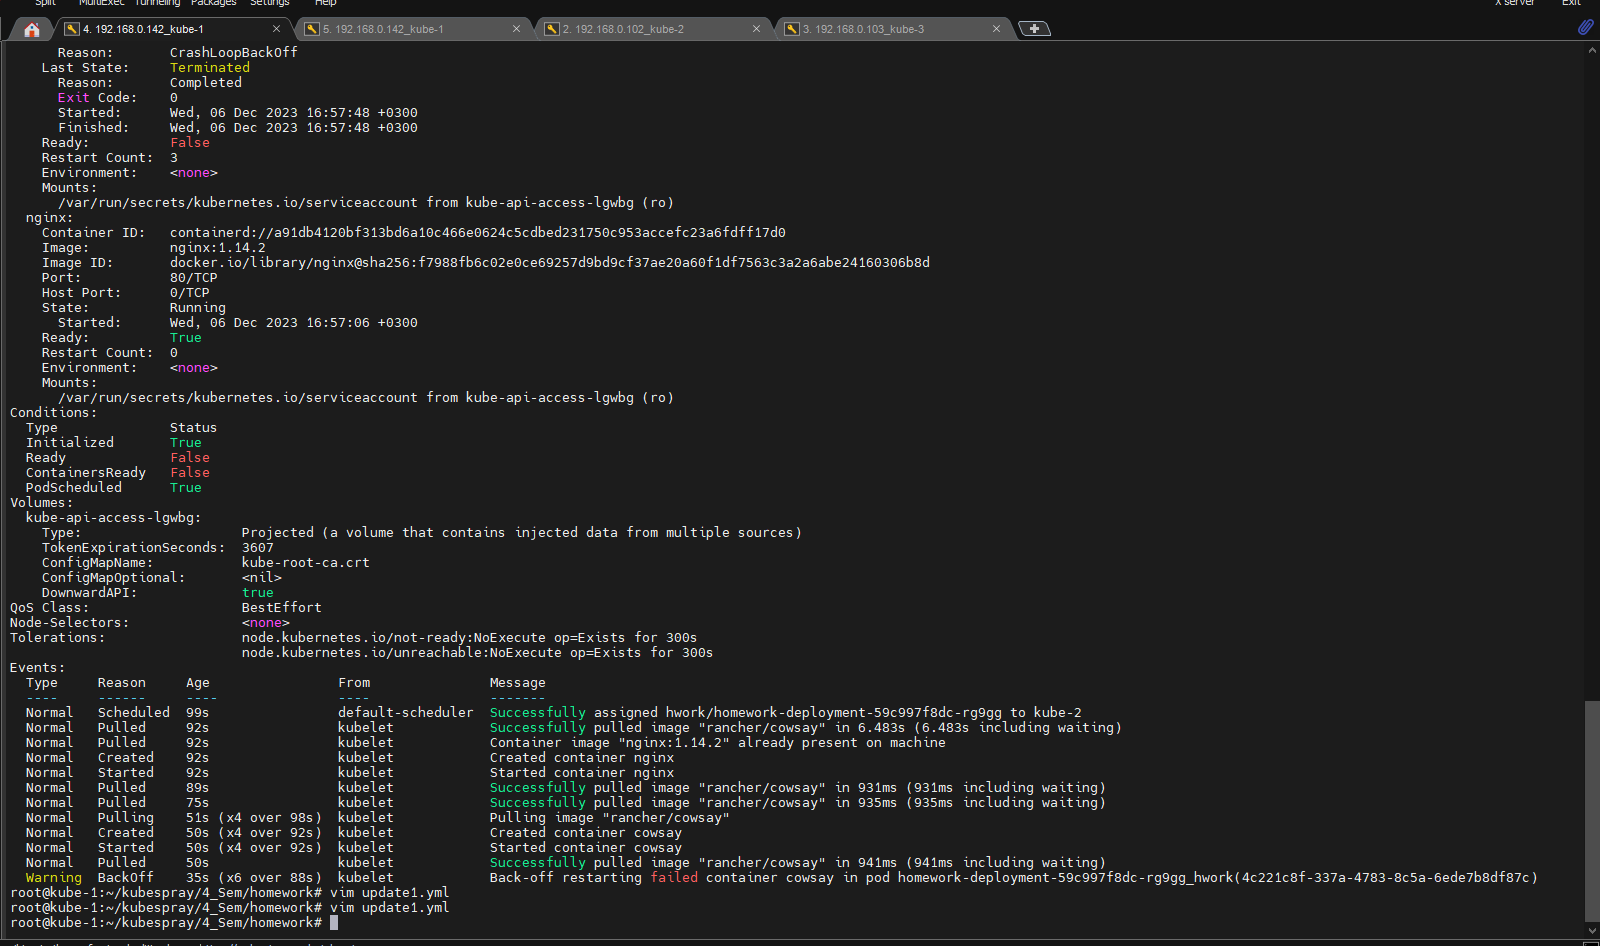 Split MultiExec Tunneling Packages Settings Help X server Exit
4. 192.168.0.142_kube-1 5. 192.168.0.142_kube-1 2. 192.168.0.102_kube-2 3. 192.168.0.103_kube-3
Reason: CrashLoopBackOff
Last State: Terminated
Reason: Completed
Exit Code: 0
Started: Wed, 06 Dec 2023 16:57:48 +0300
Finished: Wed, 06 Dec 2023 16:57:48 +0300
Ready: False
Restart Count: 3
Environment: <none>
Mounts:
/var/run/secrets/kubernetes.io/serviceaccount from kube-api-access-lgwbg (ro)
nginx:
Container ID: containerd://a91db4120bf313bd6a10c466e0624c5cdbed231750c953accefc23a6fdff17d0
Image: nginx:1.14.2
Image ID: docker.io/library/nginx@sha256:f7988fb6c02e0ce69257d9bd9cf37ae20a60f1df7563c3a2a6abe24160306b8d
Port: 80/TCP
Host Port: 0/TCP
State: Running
Started: Wed, 06 Dec 2023 16:57:06 +0300
Ready: True
Restart Count: 0
Environment: <none>
Mounts:
/var/run/secrets/kubernetes.io/serviceaccount from kube-api-access-lgwbg (ro)
Conditions:
Type Status
Initialized True
Ready False
ContainersReady False
PodScheduled True
Volumes:
kube-api-access-lgwbg:
Type: Projected (a volume that contains injected data from multiple sources)
TokenExpirationSeconds: 3607
ConfigMapName: kube-root-ca.crt
ConfigMapOptional: <nil>
DownwardAPI: true
QoS Class: BestEffort
Node-Selectors: <none>
Tolerations: node.kubernetes.io/not-ready:NoExecute op=Exists for 300s
node.kubernetes.io/unreachable:NoExecute op=Exists for 300s
Events:
Type Reason Age From Message
---- ------ ---- ---- -------
Normal Scheduled 99s default-scheduler Successfully assigned hwork/homework-deployment-59c997f8dc-rg9gg to kube-2
Normal Pulled 92s kubelet Successfully pulled image "rancher/cowsay" in 6.483s (6.483s including waiting)
Normal Pulled 92s kubelet Container image "nginx:1.14.2" already present on machine
Normal Created 92s kubelet Created container nginx
Normal Started 92s kubelet Started container nginx
Normal Pulled 89s kubelet Successfully pulled image "rancher/cowsay" in 931ms (931ms including waiting)
Normal Pulled 75s kubelet Successfully pulled image "rancher/cowsay" in 935ms (935ms including waiting)
Normal Pulling 51s (x4 over 98s) kubelet Pulling image "rancher/cowsay"
Normal Created 50s (x4 over 92s) kubelet Created container cowsay
Normal Started 50s (x4 over 92s) kubelet Started container cowsay
Normal Pulled 50s kubelet Successfully pulled image "rancher/cowsay" in 941ms (941ms including waiting)
Warning BackOff 35s (x6 over 88s) kubelet Back-off restarting failed container cowsay in pod homework-deployment-59c997f8dc-rg9gg_hwork(4c221c8f-337a-4783-8c5a-6ede7b8df87c)
root@kube-1:~/kubespray/4_Sem/homework# vim update1.yml
root@kube-1:~/kubespray/4_Sem/homework# vim update1.yml
root@kube-1:~/kubespray/4_Sem/homework#